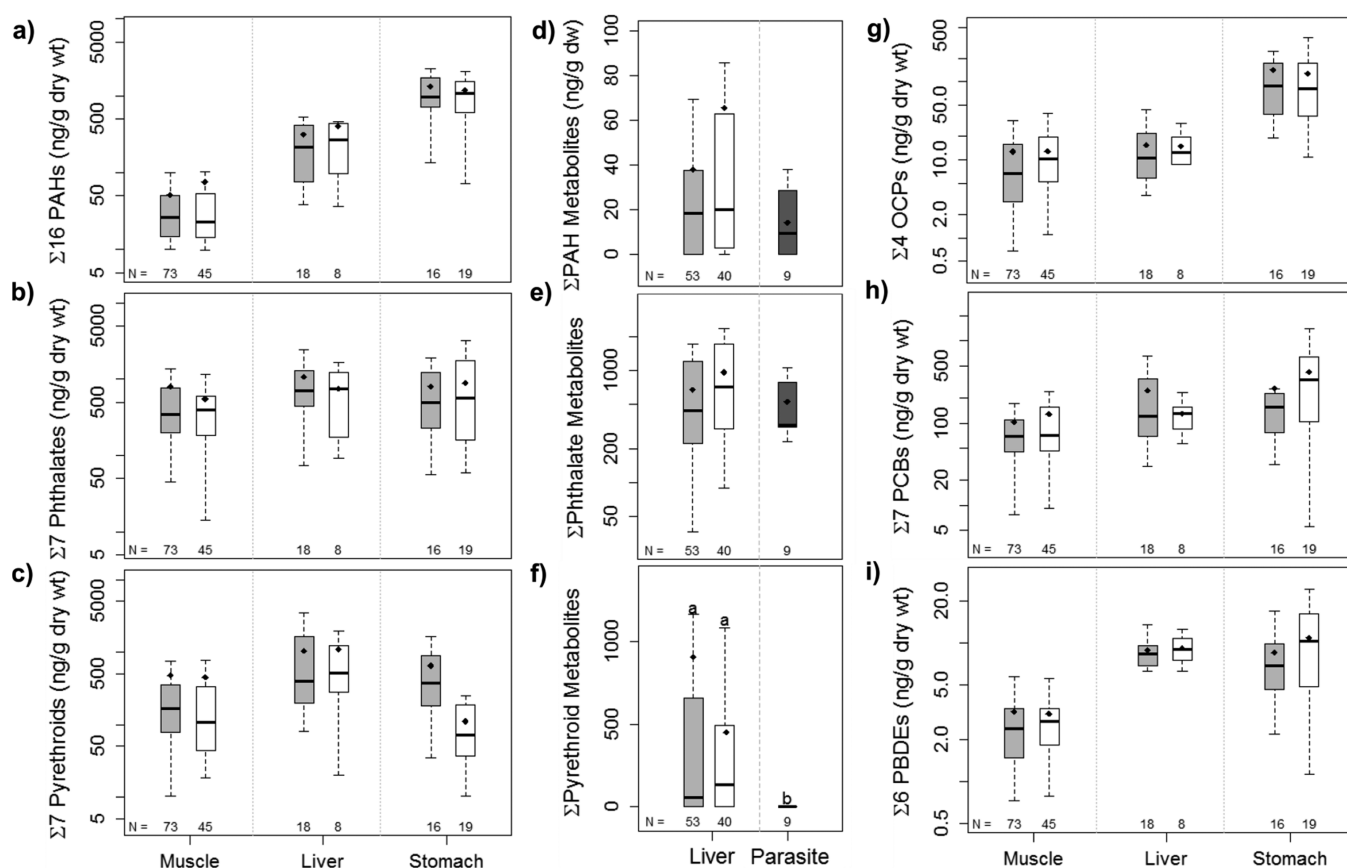 a)
Σ16 PAHs (ng/g dry wt)
5000
500
50
5
N = 73 45 18 8 16 19
b)
Σ7 Phthalates (ng/g dry wt)
5000
500
50
5
N = 73 45 18 8 16 19
c)
Σ7 Pyrethroids (ng/g dry wt)
5000
500
50
5
N = 73 45 18 8 16 19
Muscle Liver Stomach
d)
ΣPAH Metabolites (ng/g dw)
100
80
60
40
20
0
N = 53 40 9
e)
ΣPhthalate Metabolites
1000
200
50
N = 53 40 9
f)
ΣPyrethroid Metabolites
1000
500
0
a
a
b
N = 53 40 9
Liver Parasite
g)
Σ4 OCPs (ng/g dry wt)
500
50.0
10.0
2.0
0.5
N = 73 45 18 8 16 19
h)
Σ7 PCBs (ng/g dry wt)
500
100
20
5
N = 73 45 18 8 16 19
i)
Σ6 PBDEs (ng/g dry wt)
20.0
5.0
2.0
0.5
N = 73 45 18 8 16 19
Muscle Liver Stomach